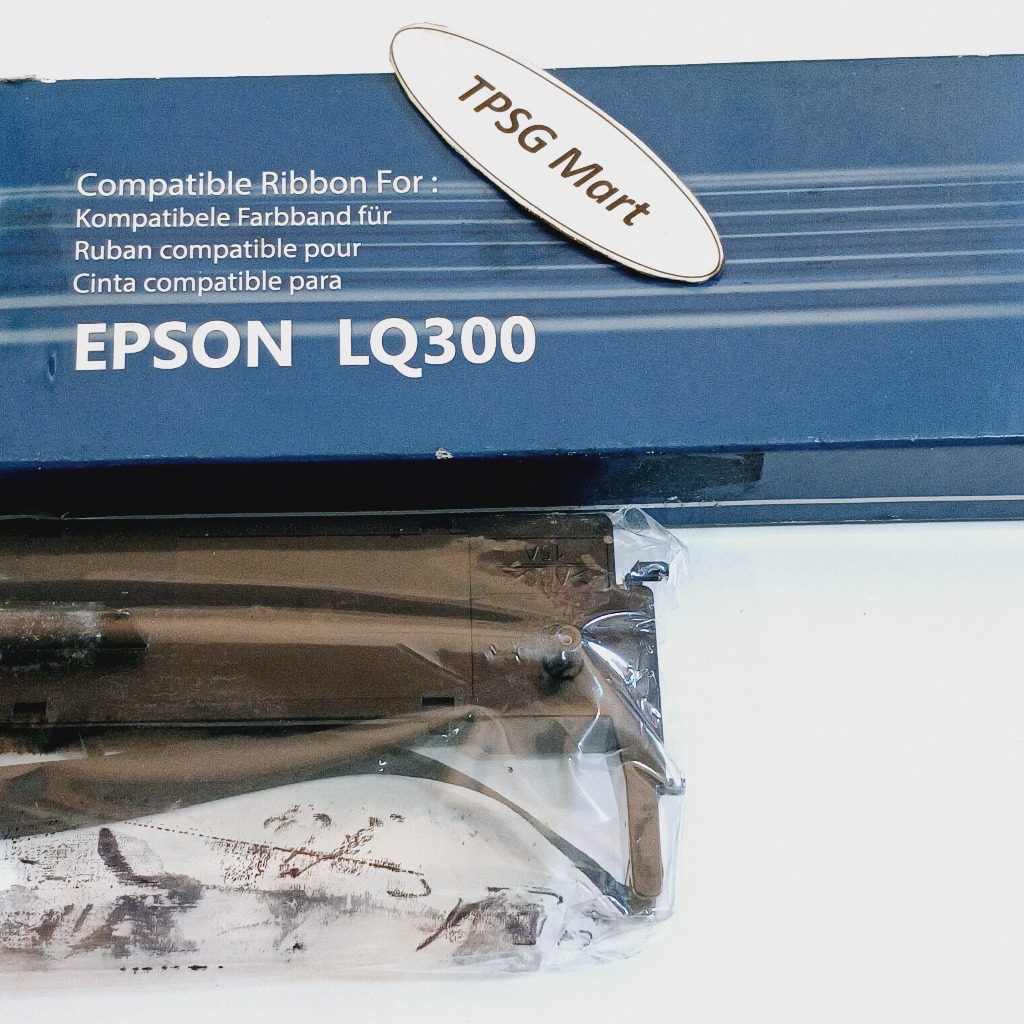 TPSG Mart
Compatible Ribbon For :
Kompatibele Farbband für
Ruban compatible pour
Cinta compatible para
EPSON LQ300